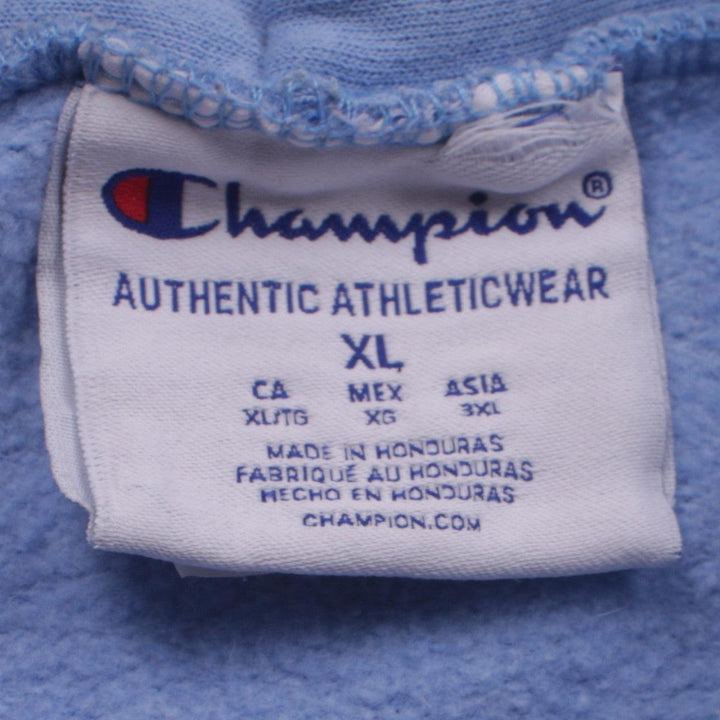 Champion®
AUTHENTIC ATHLETICWEAR
XL
CA MEX ASIA
XL/TG XG 3XL
MADE IN HONDURAS
FABRIQUÉ AU HONDURAS
HECHO EN HONDURAS
CHAMPION.COM